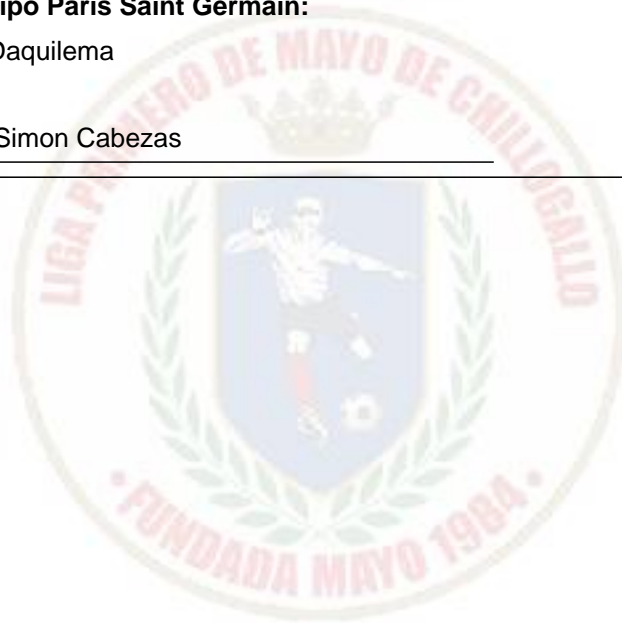 ipo Paris Saint Germain:
Daquilema
Simon Cabezas
LIGA PRIMERO DE MAYO DE CHILLOGALLO
• FUNDADA MAYO 1984 •